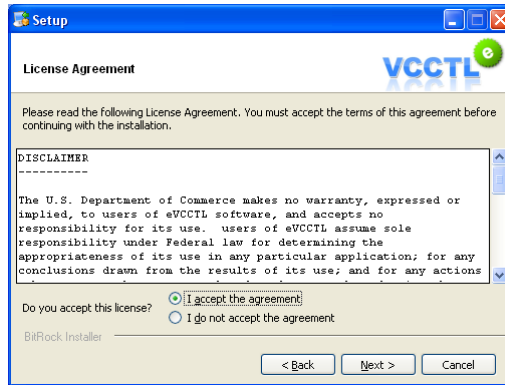 Setup
License Agreement
VCCTL
e
Please read the following License Agreement. You must accept the terms of this agreement before
continuing with the installation.
DISCLAIMER
----------
The U.S. Department of Commerce makes no warranty, expressed or
implied, to users of eVCCTL software, and accepts no
responsibility for its use.  users of eVCCTL assume sole
responsibility under Federal law for determining the
appropriateness of its use in any particular application; for any
conclusions drawn from the results of its use; and for any actions
Do you accept this license?
I accept the agreement
I do not accept the agreement
BitRock Installer
< Back
Next >
Cancel